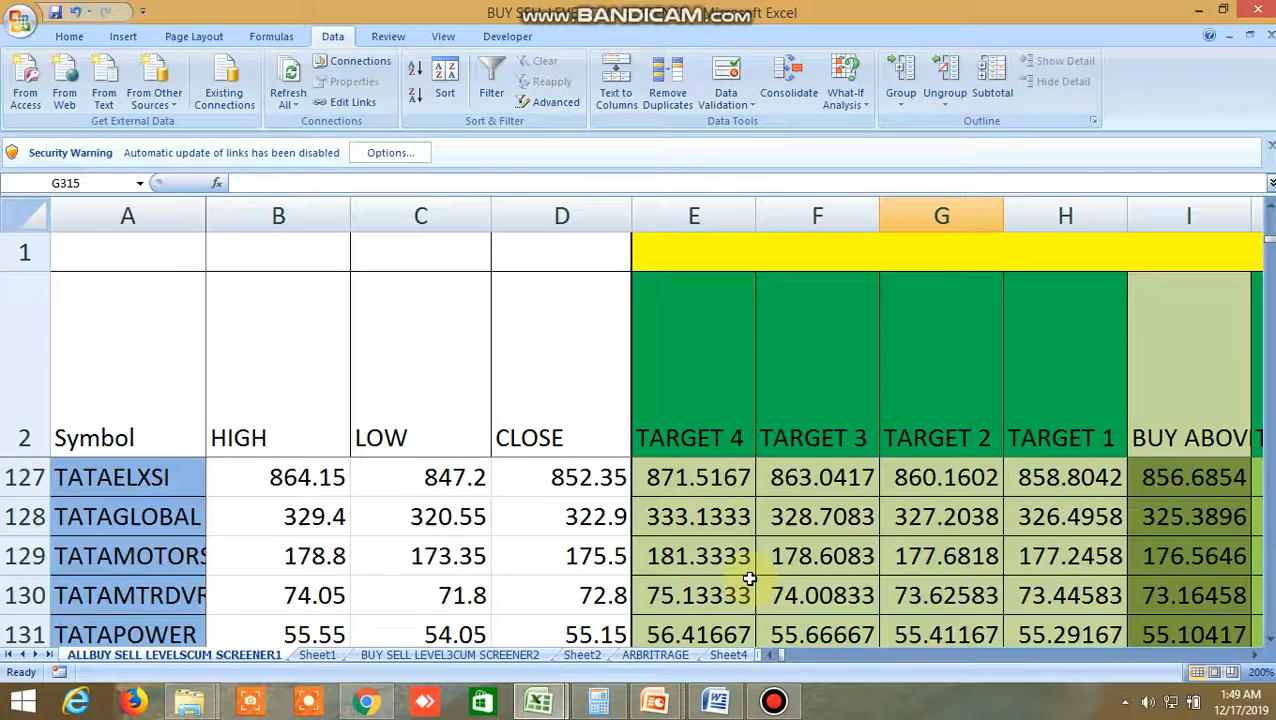 BUY SELL LEVE
www.BANDICAM.com
Microsoft Excel
Home Insert Page Layout Formulas Data Review View Developer
From Access
From Web
From Text
From Other Sources
Existing Connections
Get External Data
Refresh All
Connections
Properties
Edit Links
Connections
Sort
Filter
Clear
Reapply
Advanced
Sort & Filter
Text to Columns
Remove Duplicates
Data Validation
Consolidate
What-If Analysis
Data Tools
Group
Ungroup
Subtotal
Show Detail
Hide Detail
Outline
Security Warning Automatic update of links has been disabled Options...
G315 fx
A B C D E F G H I
1
2 Symbol HIGH LOW CLOSE TARGET 4 TARGET 3 TARGET 2 TARGET 1 BUY ABOV
127 TATAELXSI 864.15 847.2 852.35 871.5167 863.0417 860.1602 858.8042 856.6854
128 TATAGLOBAL 329.4 320.55 322.9 333.1333 328.7083 327.2038 326.4958 325.3896
129 TATAMOTORS 178.8 173.35 175.5 181.3333 178.6083 177.6818 177.2458 176.5646
130 TATAMTRDVR 74.05 71.8 72.8 75.13333 74.00833 73.62583 73.44583 73.16458
131 TATAPOWER 55.55 54.05 55.15 56.41667 55.66667 55.41167 55.29167 55.10417
ALLBUY SELL LEVELSCUM SCREENER1 Sheet1 BUY SELL LEVEL3CUM SCREENER2 Sheet2 ARBRITRAGE Sheet4
Ready 200%
1:49 AM
12/17/2019